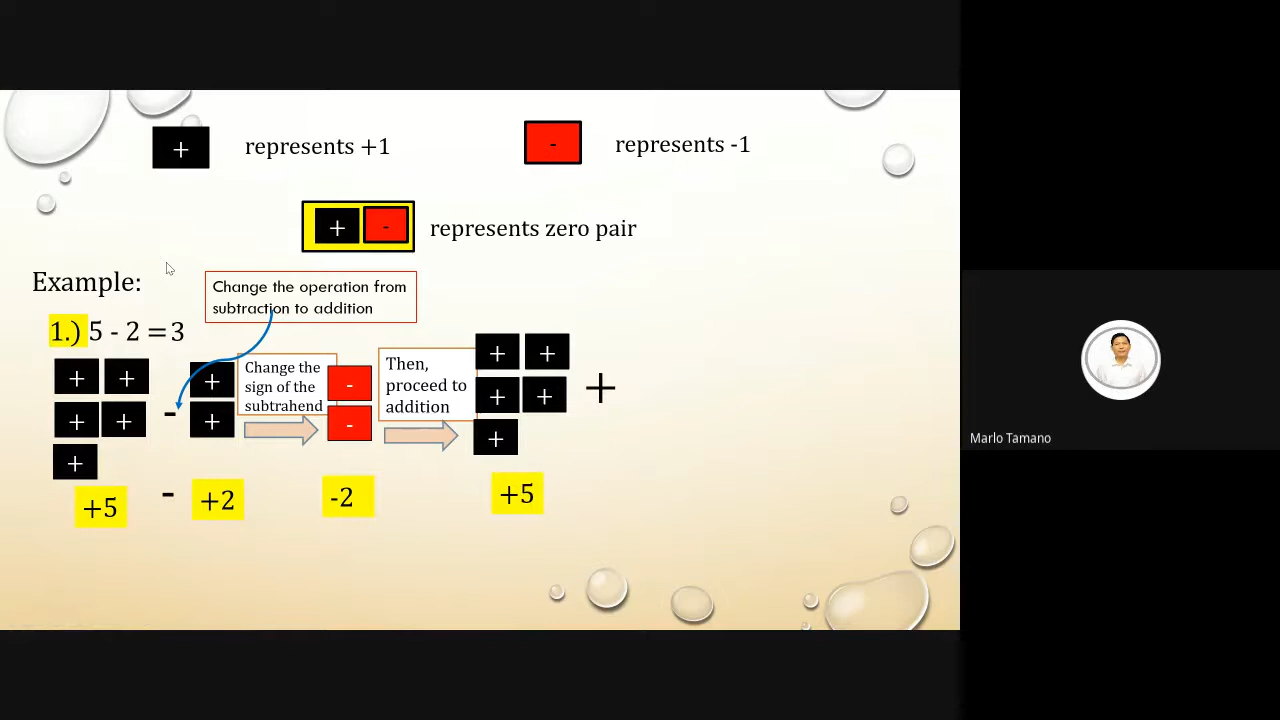 + represents +1
- represents -1
+ - represents zero pair
Example:
Change the operation from
subtraction to addition
1.) 5 - 2 = 3
+ +
+ +
+
-
+
+
Change the
sign of the
subtrahend
-
-
Then,
proceed to
addition
+ +
+ +
+
+
+5 - +2 -2 +5
Marlo Tamano